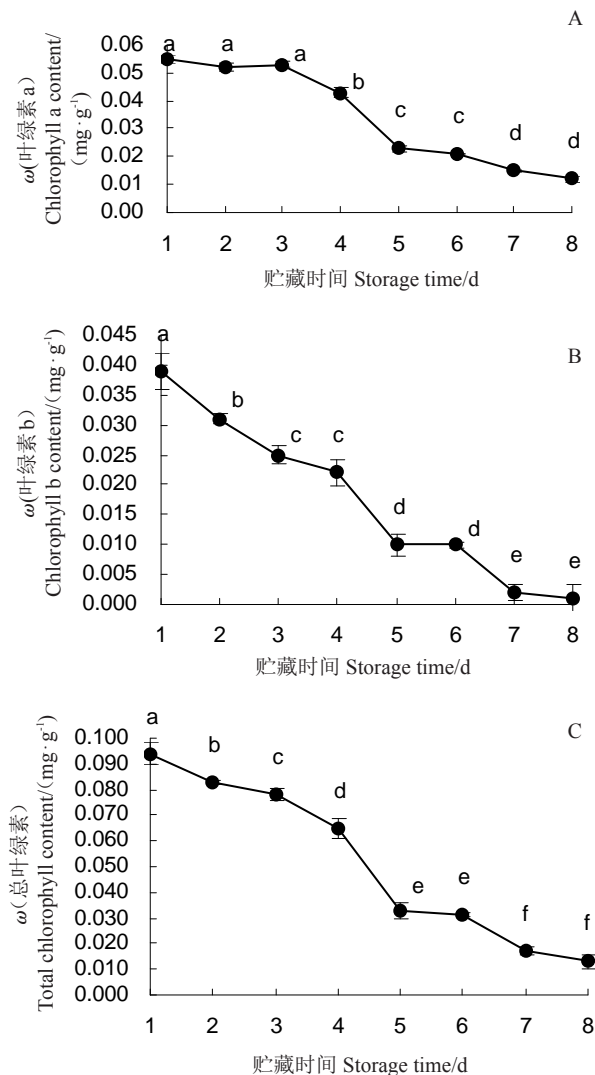 A
ω(叶绿素a)
Chlorophyll a content/
(mg·g⁻¹)
0.06
0.05
0.04
0.03
0.02
0.01
0.00
a
a
a
b
c
c
d
d
1 2 3 4 5 6 7 8
贮藏时间 Storage time/d
B
ω(叶绿素b)
Chlorophyll b content/(mg·g⁻¹)
0.045
0.040
0.035
0.030
0.025
0.020
0.015
0.010
0.005
0.000
a
b
c
c
d
d
e
e
1 2 3 4 5 6 7 8
贮藏时间 Storage time/d
C
ω(总叶绿素)
Total chlorophyll content/(mg·g⁻¹)
0.100
0.090
0.080
0.070
0.060
0.050
0.040
0.030
0.020
0.010
0.000
a
b
c
d
e
e
f
f
1 2 3 4 5 6 7 8
贮藏时间 Storage time/d